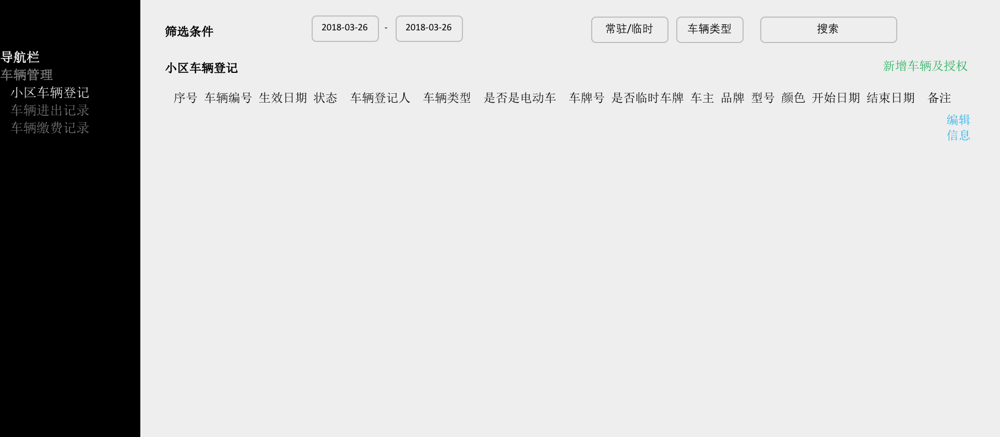 导航栏
车辆管理
小区车辆登记
车辆进出记录
车辆缴费记录
筛选条件 2018-03-26 - 2018-03-26 常驻/临时 车辆类型 搜索
小区车辆登记 新增车辆及授权
序号 车辆编号 生效日期 状态 车辆登记人 车辆类型 是否是电动车 车牌号 是否临时车牌 车主 品牌 型号 颜色 开始日期 结束日期 备注
编辑
信息